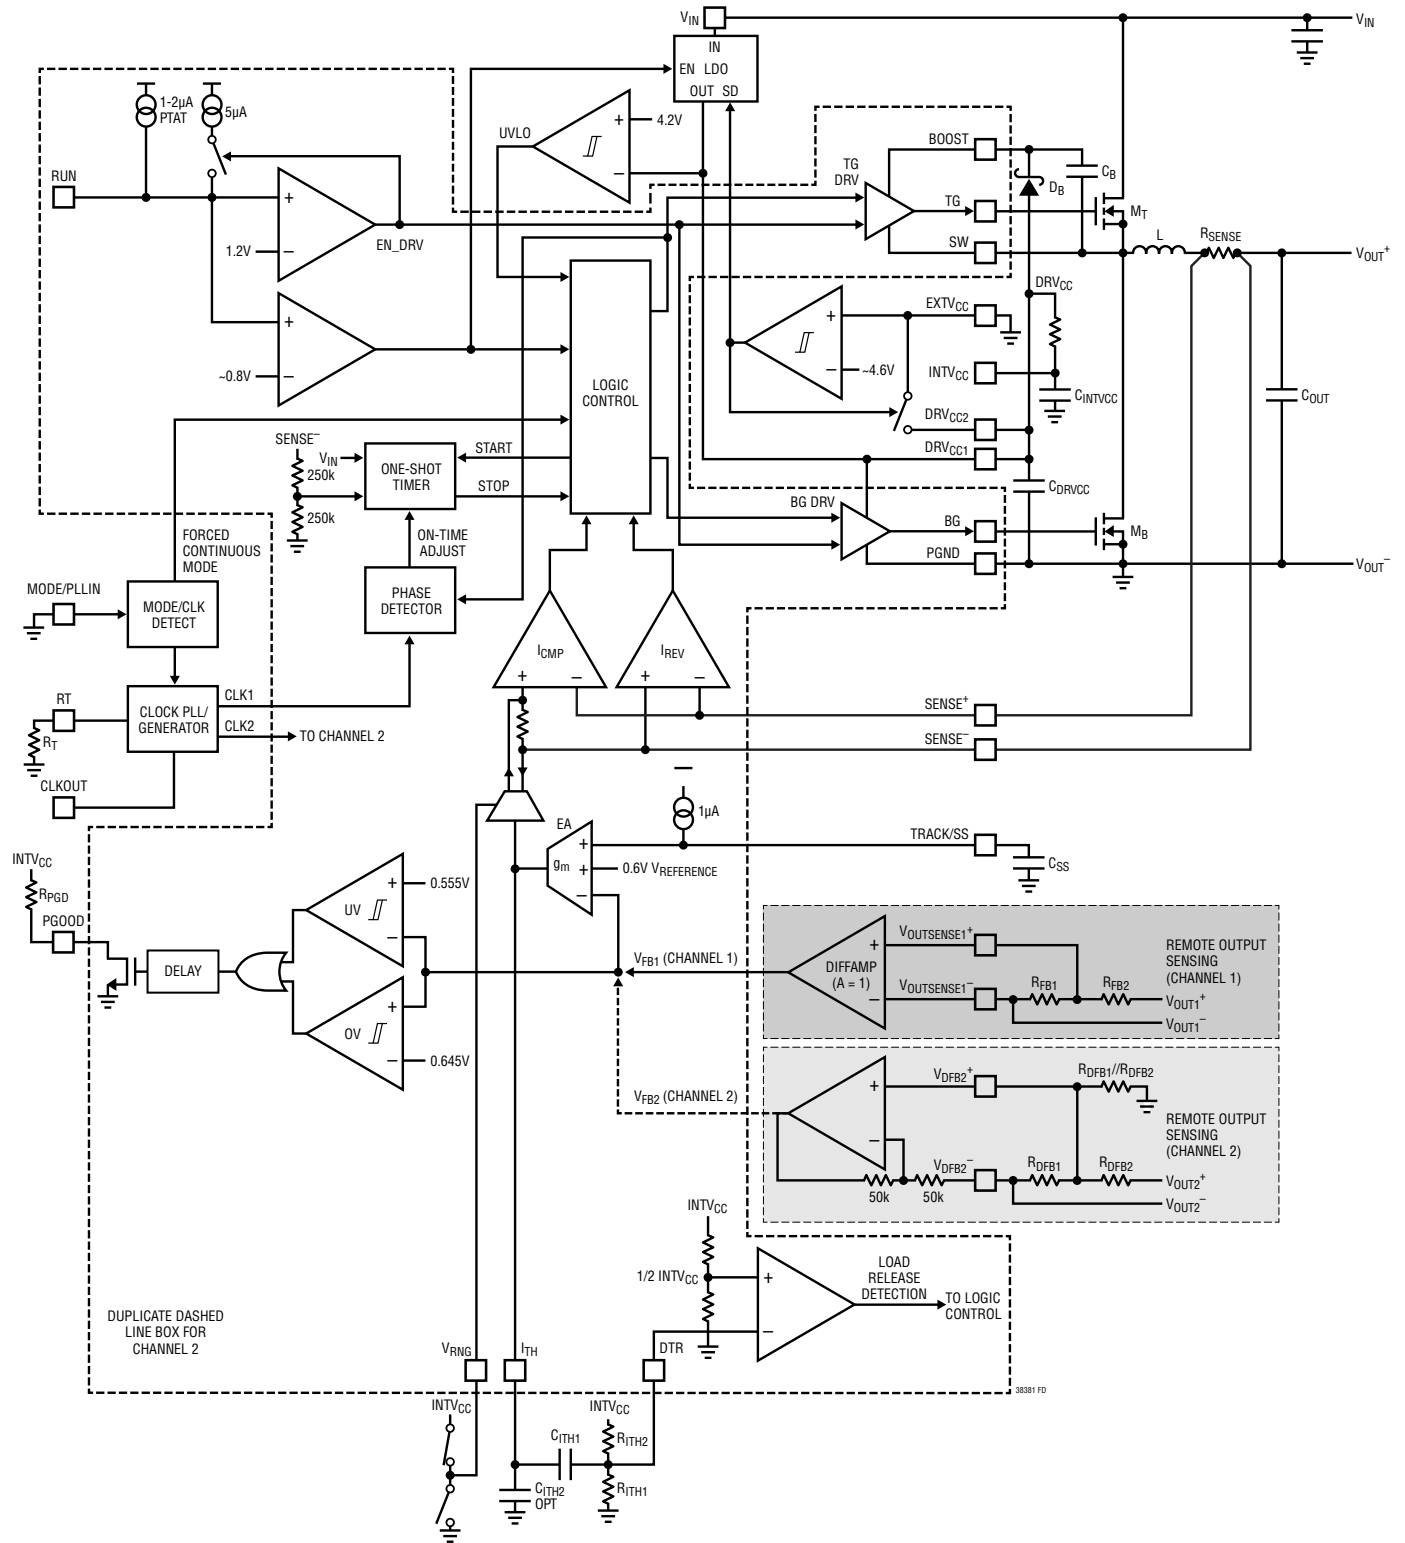 VIN
VIN
IN
EN LDO
OUT SD
1-2µA
PTAT
5µA
UVLO
+
4.2V
–
BOOST
TG
DRV
CB
DB
RUN
+
TG
MT
EN_DRV
1.2V
–
SW
L
RSENSE
VOUT+
DRVCC
+
+
EXTVCC
~0.8V
–
–
~4.6V
INTVCC
LOGIC
CONTROL
CINTVCC
COUT
DRVCC2
SENSE–
VIN
250k
START
DRVCC1
ONE-SHOT
TIMER
STOP
CDRVCC
250k
BG DRV
BG
MB
FORCED
CONTINUOUS
MODE
ON-TIME
ADJUST
PGND
VOUT–
MODE/PLLIN
MODE/CLK
DETECT
PHASE
DETECTOR
ICMP
IREV
+
–
+
–
RT
CLK1
CLOCK PLL/
GENERATOR
CLK2
TO CHANNEL 2
RT
SENSE+
SENSE–
CLKOUT
1µA
EA
TRACK/SS
+
gm
+
0.6V VREFERENCE
–
CSS
INTVCC
RPGD
PGOOD
+
0.555V
UV
–
DELAY
+
OV
–
0.645V
VFB1 (CHANNEL 1)
+
DIFFAMP
(A = 1)
–
VOUTSENSE1+
VOUTSENSE1–
RFB1
RFB2
REMOTE OUTPUT
SENSING
(CHANNEL 1)
VOUT1+
VOUT1–
VFB2 (CHANNEL 2)
+
–
VDFB2+
RDFB1//RDFB2
REMOTE OUTPUT
SENSING
(CHANNEL 2)
VDFB2–
RDFB1
RDFB2
50k
50k
VOUT2+
VOUT2–
INTVCC
1/2 INTVCC
+
–
LOAD
RELEASE
DETECTION
TO LOGIC
CONTROL
DUPLICATE DASHED
LINE BOX FOR
CHANNEL 2
VRNG
ITH
DTR
38381 FD
INTVCC
INTVCC
CITH1
RITH2
CITH2
OPT
RITH1